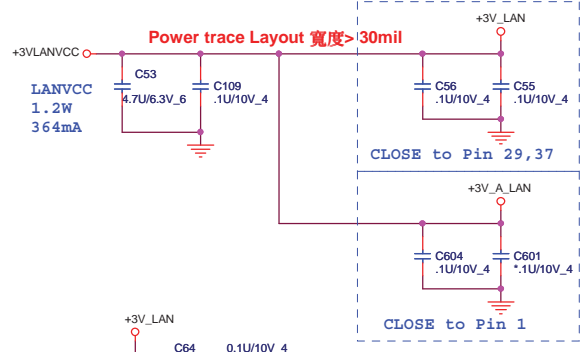 Power trace Layout 寬度> 30mil
+3V_LAN
+3VLANVCC
C53
4.7U/6.3V_6
C109
.1U/10V_4
C56
.1U/10V_4
C55
.1U/10V_4
LANVCC
1.2W
364mA
CLOSE to Pin 29,37
+3V_A_LAN
C604
.1U/10V_4
C601
*.1U/10V_4
CLOSE to Pin 1
+3V_LAN
C64
0.1U/10V_4